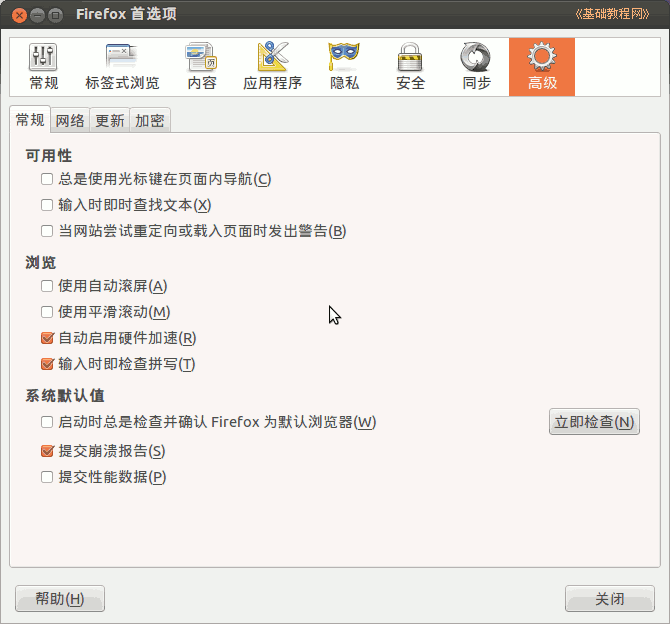 Firefox 首选项
《基础教程网》
常规 标签式浏览 内容 应用程序 隐私 安全 同步 高级
常规 网络 更新 加密
可用性
总是使用光标键在页面内导航(C)
输入时即时查找文本(X)
当网站尝试重定向或载入页面时发出警告(B)
浏览
使用自动滚屏(A)
使用平滑滚动(M)
自动启用硬件加速(R)
输入时即检查拼写(T)
系统默认值
启动时总是检查并确认 Firefox 为默认浏览器(W) 立即检查(N)
提交崩溃报告(S)
提交性能数据(P)
帮助(H) 关闭